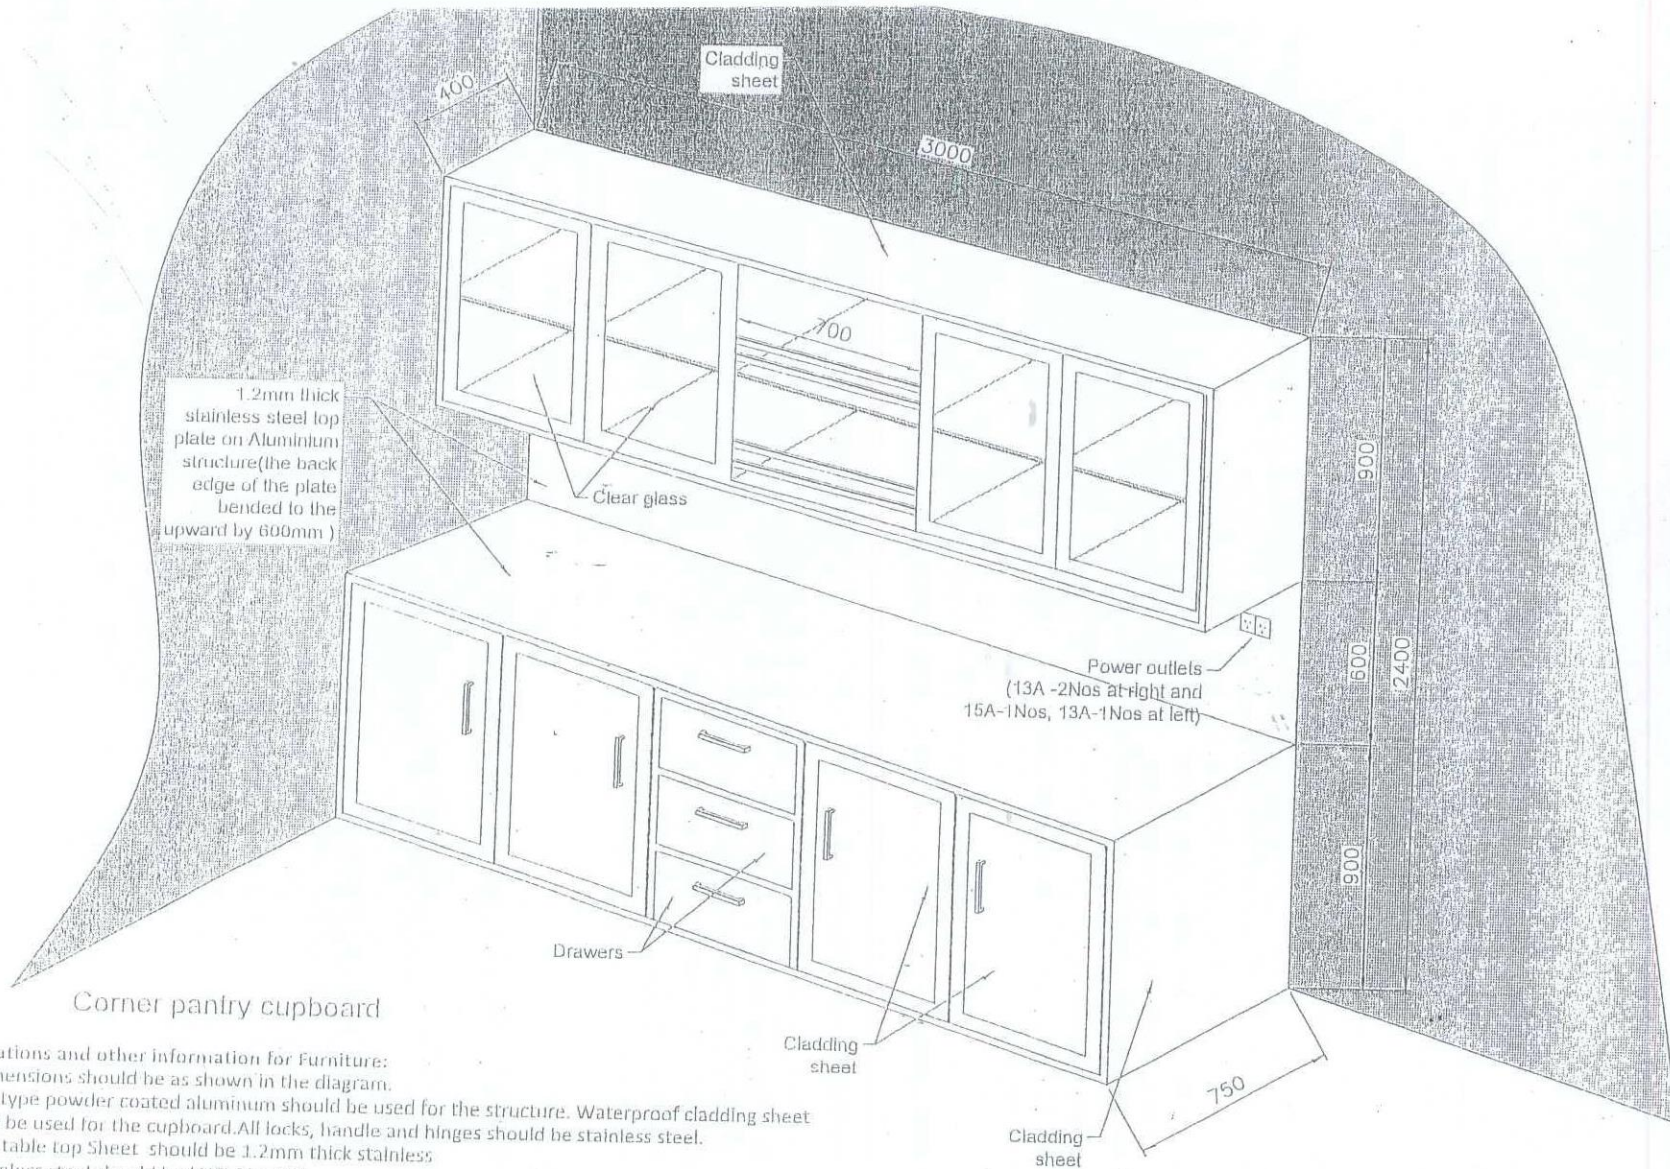 Cladding
sheet
400
3000
700
1.2mm thick
stainless steel top
plate on Aluminium
structure(the back
edge of the plate
bended to the
upward by 600mm )
Clear glass
900
600
2400
Power outlets
(13A -2Nos at right and
15A-1Nos, 13A-1Nos at left)
900
Drawers
Corner pantry cupboard
Cladding
sheet
750
Cladding
sheet
and other information for Furniture:
should be as shown in the diagram.
type powder coated aluminum should be used for the structure. Waterproof cladding sheet
be used for the cupboard.All locks, handle and hinges should be stainless steel.
table top Sheet should be 1.2mm thick stainless